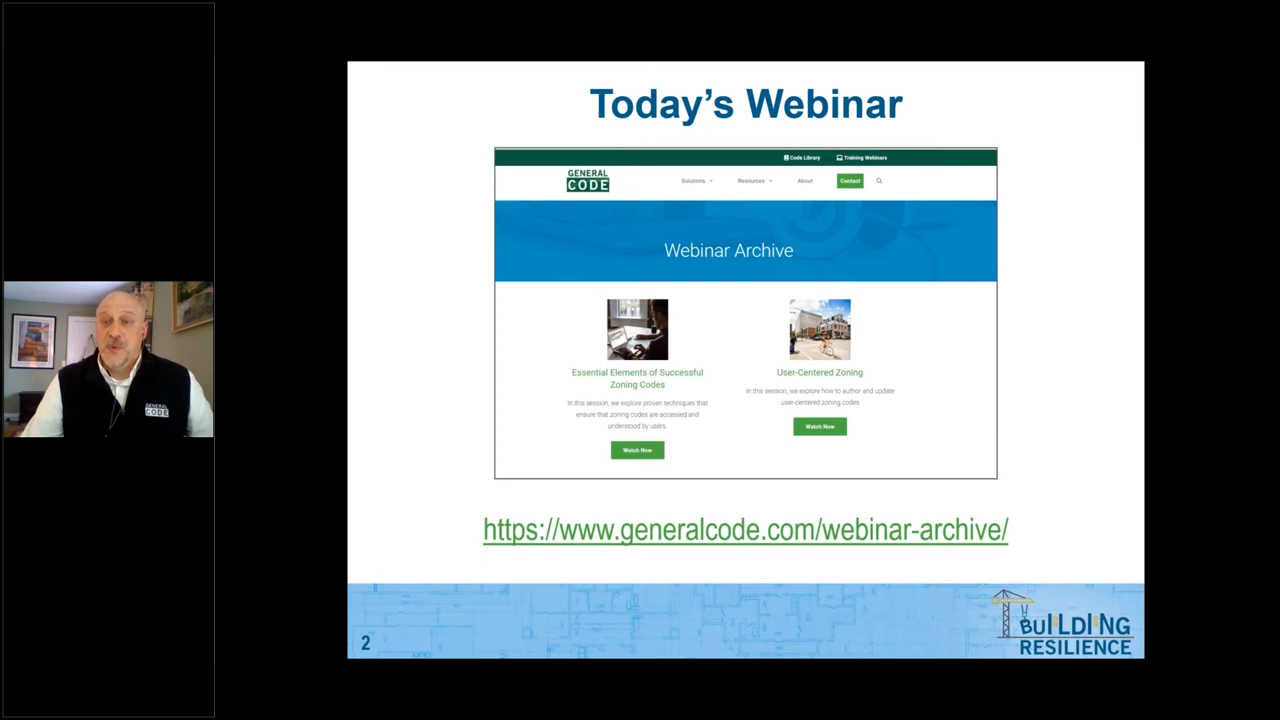 Today's Webinar
Code Library Training Webinars
GENERAL
CODE
Solutions Resources About Contact
Webinar Archive
Essential Elements of Successful
Zoning Codes
In this session, we explore proven techniques that
ensure that zoning codes are accessed and
understood by users.
Watch Now
User-Centered Zoning
In this session, we explore how to author and update
user-centered zoning codes.
Watch Now
https://www.generalcode.com/webinar-archive/
2
BUILDING
RESILIENCE
GENERAL
CODE